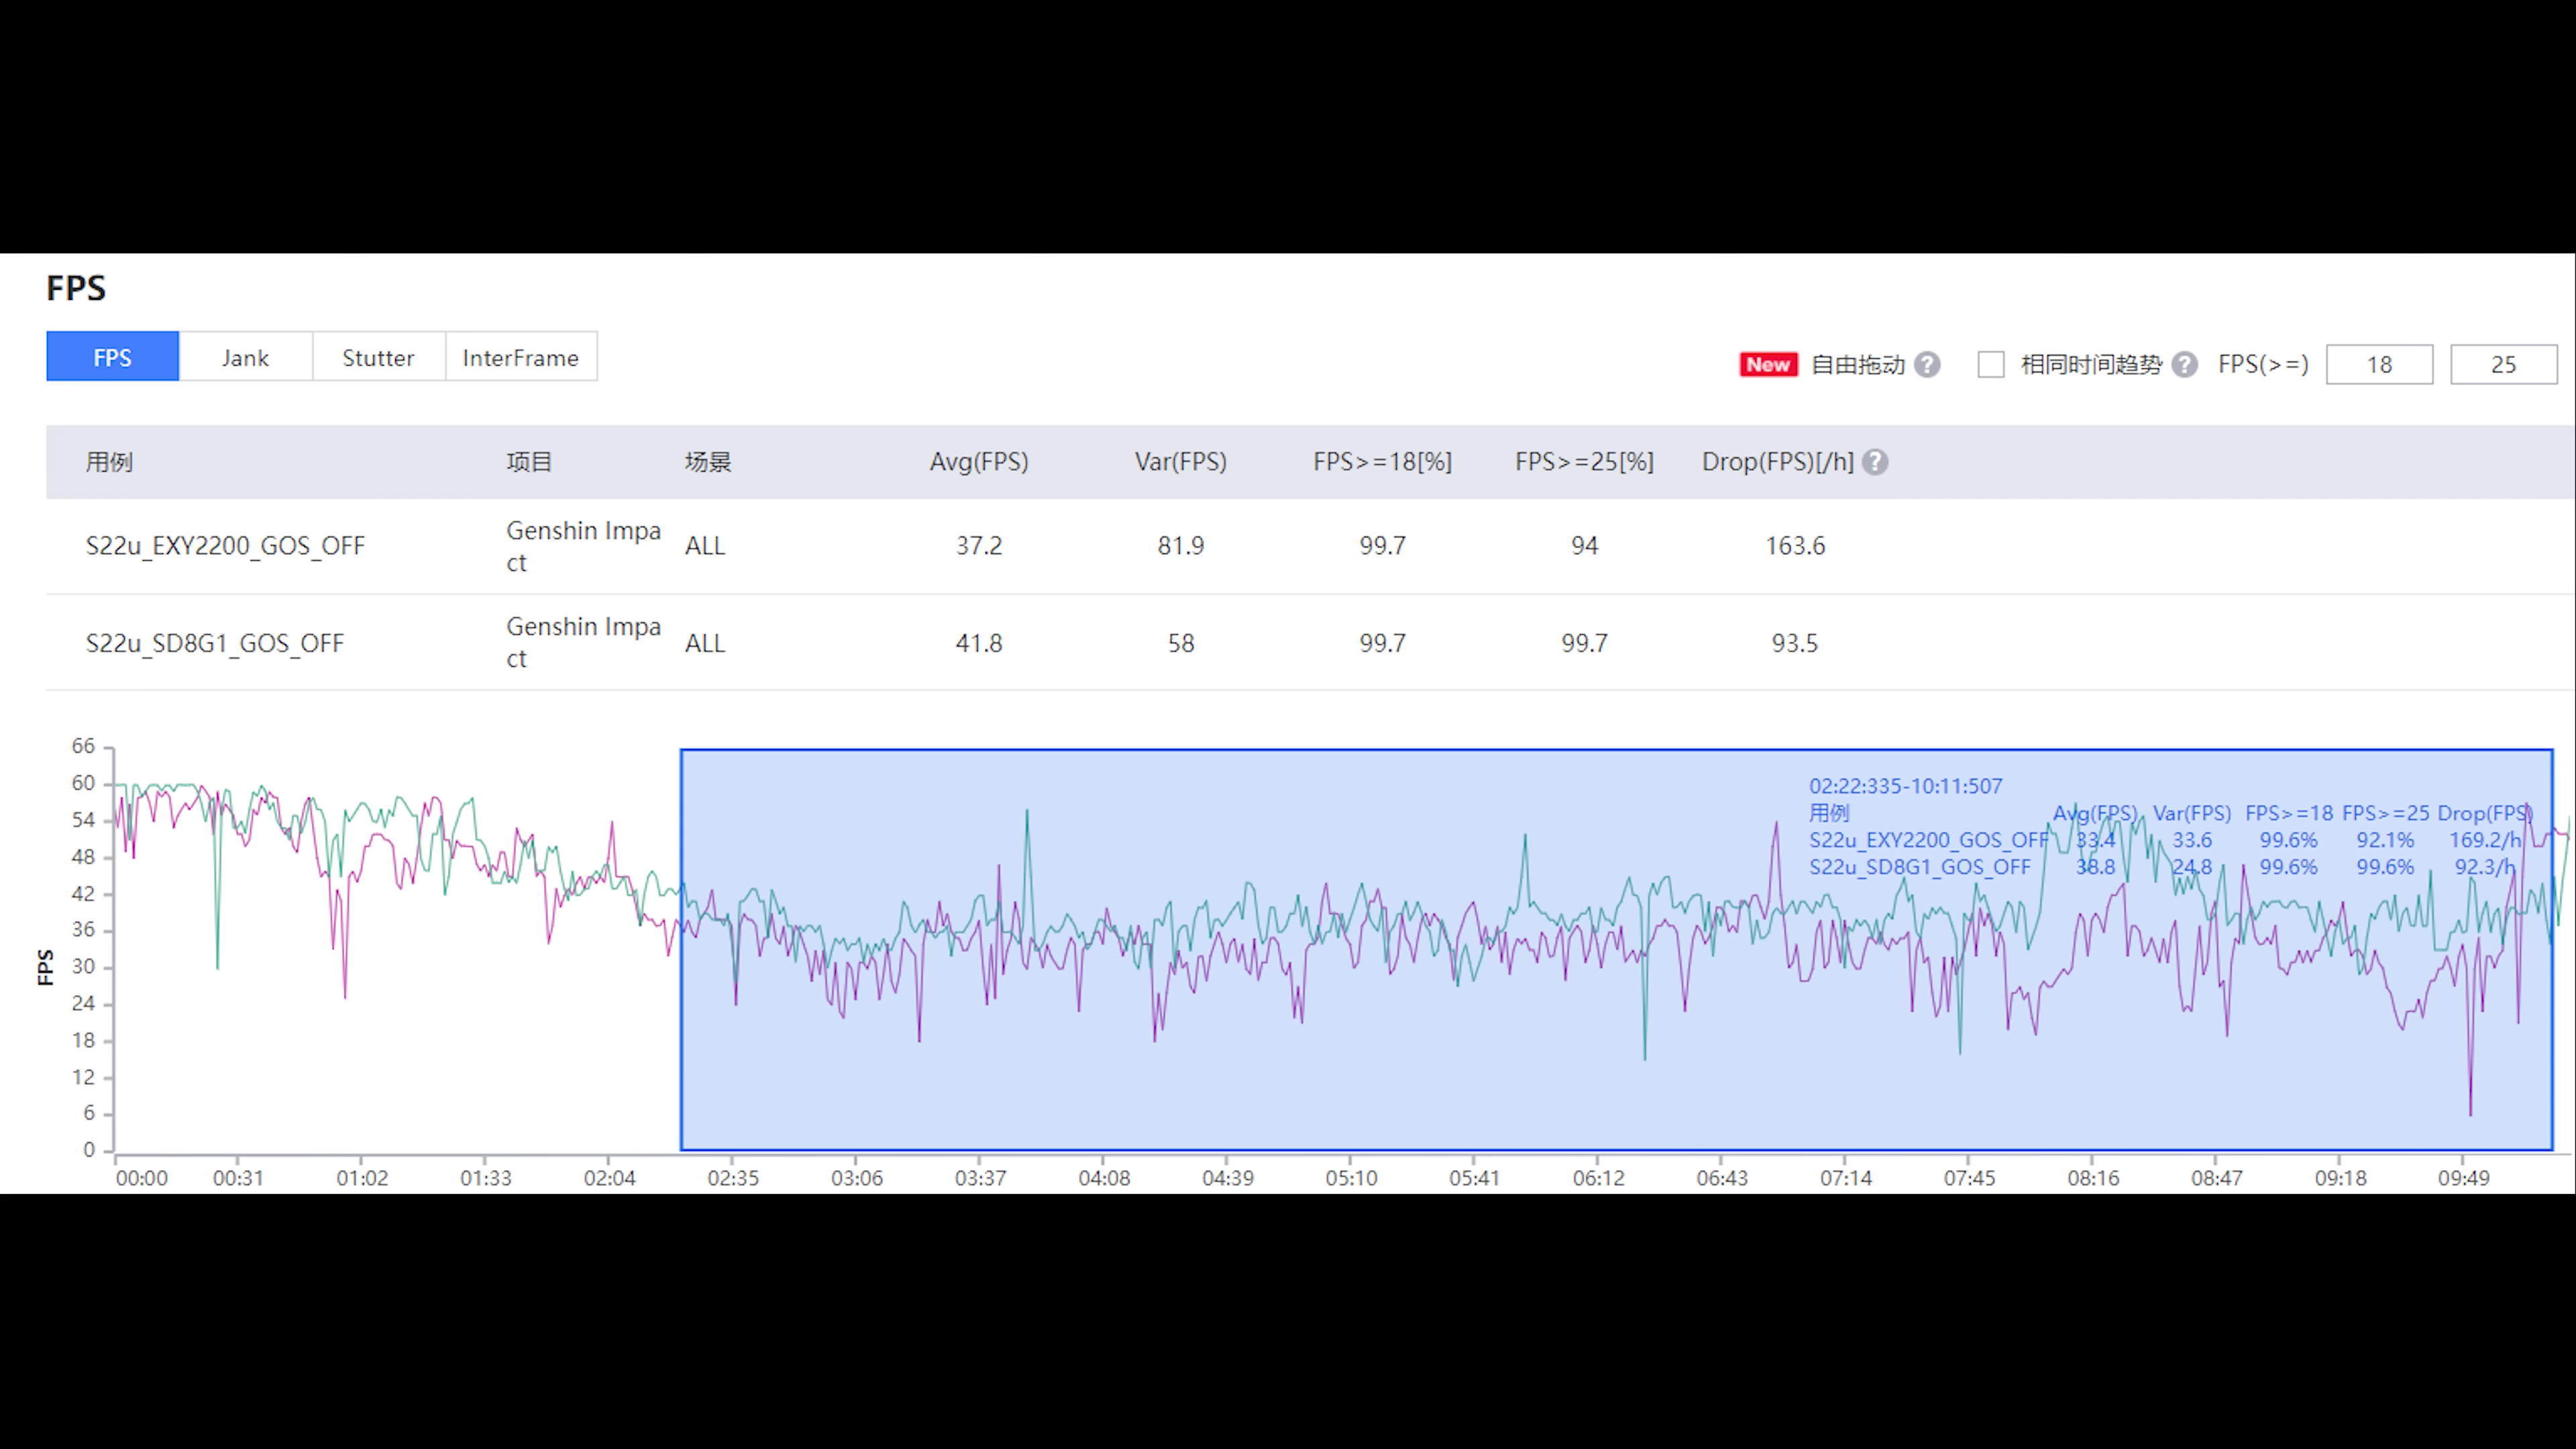 FPS
FPS Jank Stutter InterFrame
New 自由拖动 ? 相同时间趋势 ? FPS(>=) 18 25
用例 项目 场景 Avg(FPS) Var(FPS) FPS>=18[%] FPS>=25[%] Drop(FPS)[/h] ?
S22u_EXY2200_GOS_OFF Genshin Impa
ct ALL 37.2 81.9 99.7 94 163.6
S22u_SD8G1_GOS_OFF Genshin Impa
ct ALL 41.8 58 99.7 99.7 93.5
66
60
54
48
42
36
30
24
18
12
6
0
FPS
02:22:335-10:11:507
用例 Avg(FPS) Var(FPS) FPS>=18 FPS>=25 Drop(FPS)
S22u_EXY2200_GOS_OFF 33.4 33.6 99.6% 92.1% 169.2/h
S22u_SD8G1_GOS_OFF 38.8 24.8 99.6% 99.6% 92.3/h
00:00 00:31 01:02 01:33 02:04 02:35 03:06 03:37 04:08 04:39 05:10 05:41 06:12 06:43 07:14 07:45 08:16 08:47 09:18 09:49